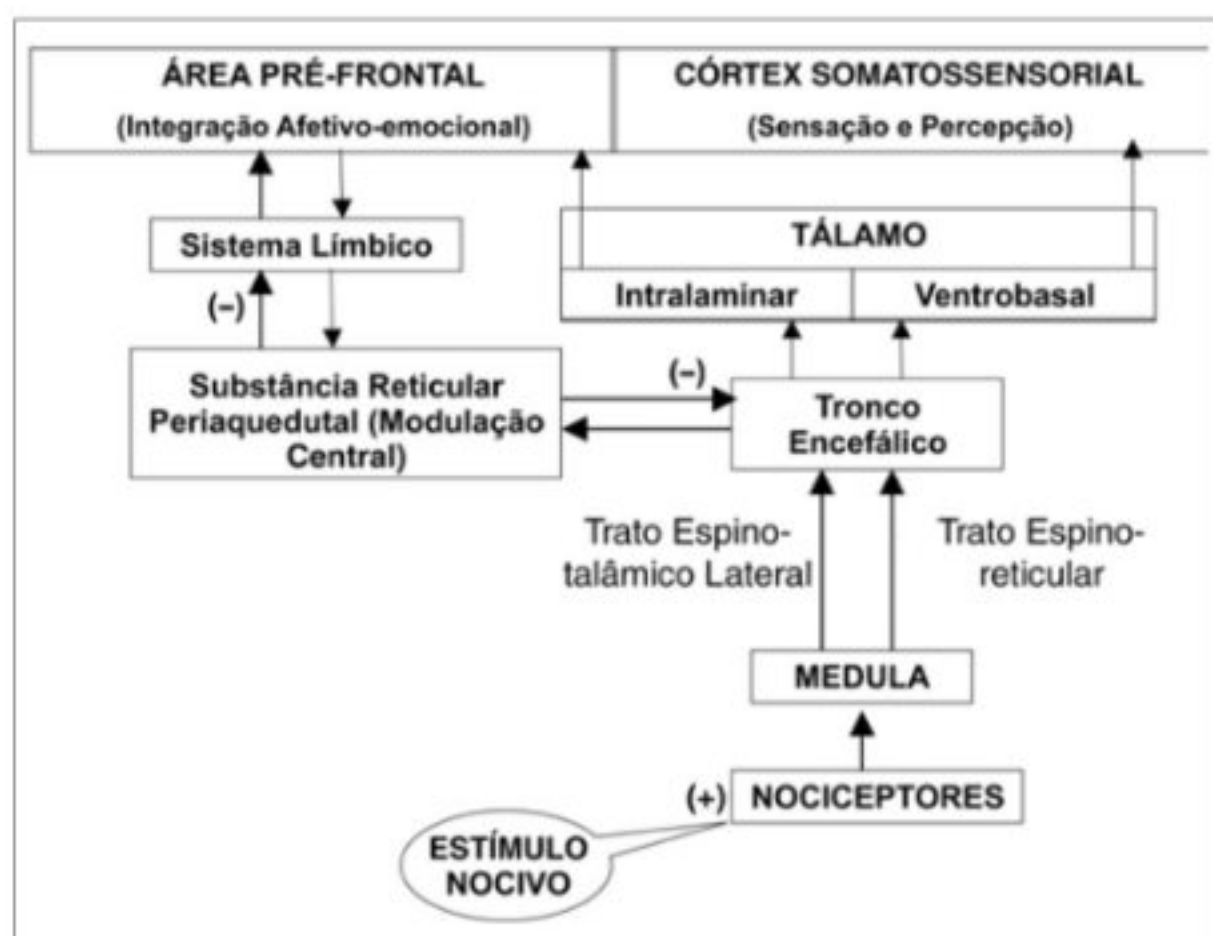 ÁREA PRÉ-FRONTAL
(Integração Afetivo-emocional)
CÓRTEX SOMATOSSENSORIAL
(Sensação e Percepção)
Sistema Límbico
TÁLAMO
Intralaminar
Ventrobasal
(–)
Substância Reticular
Periaquedutal (Modulação
Central)
(–)
Tronco
Encefálico
Trato Espino-
talâmico Lateral
Trato Espino-
reticular
MEDULA
(+)
NOCICEPTORES
ESTÍMULO
NOCIVO